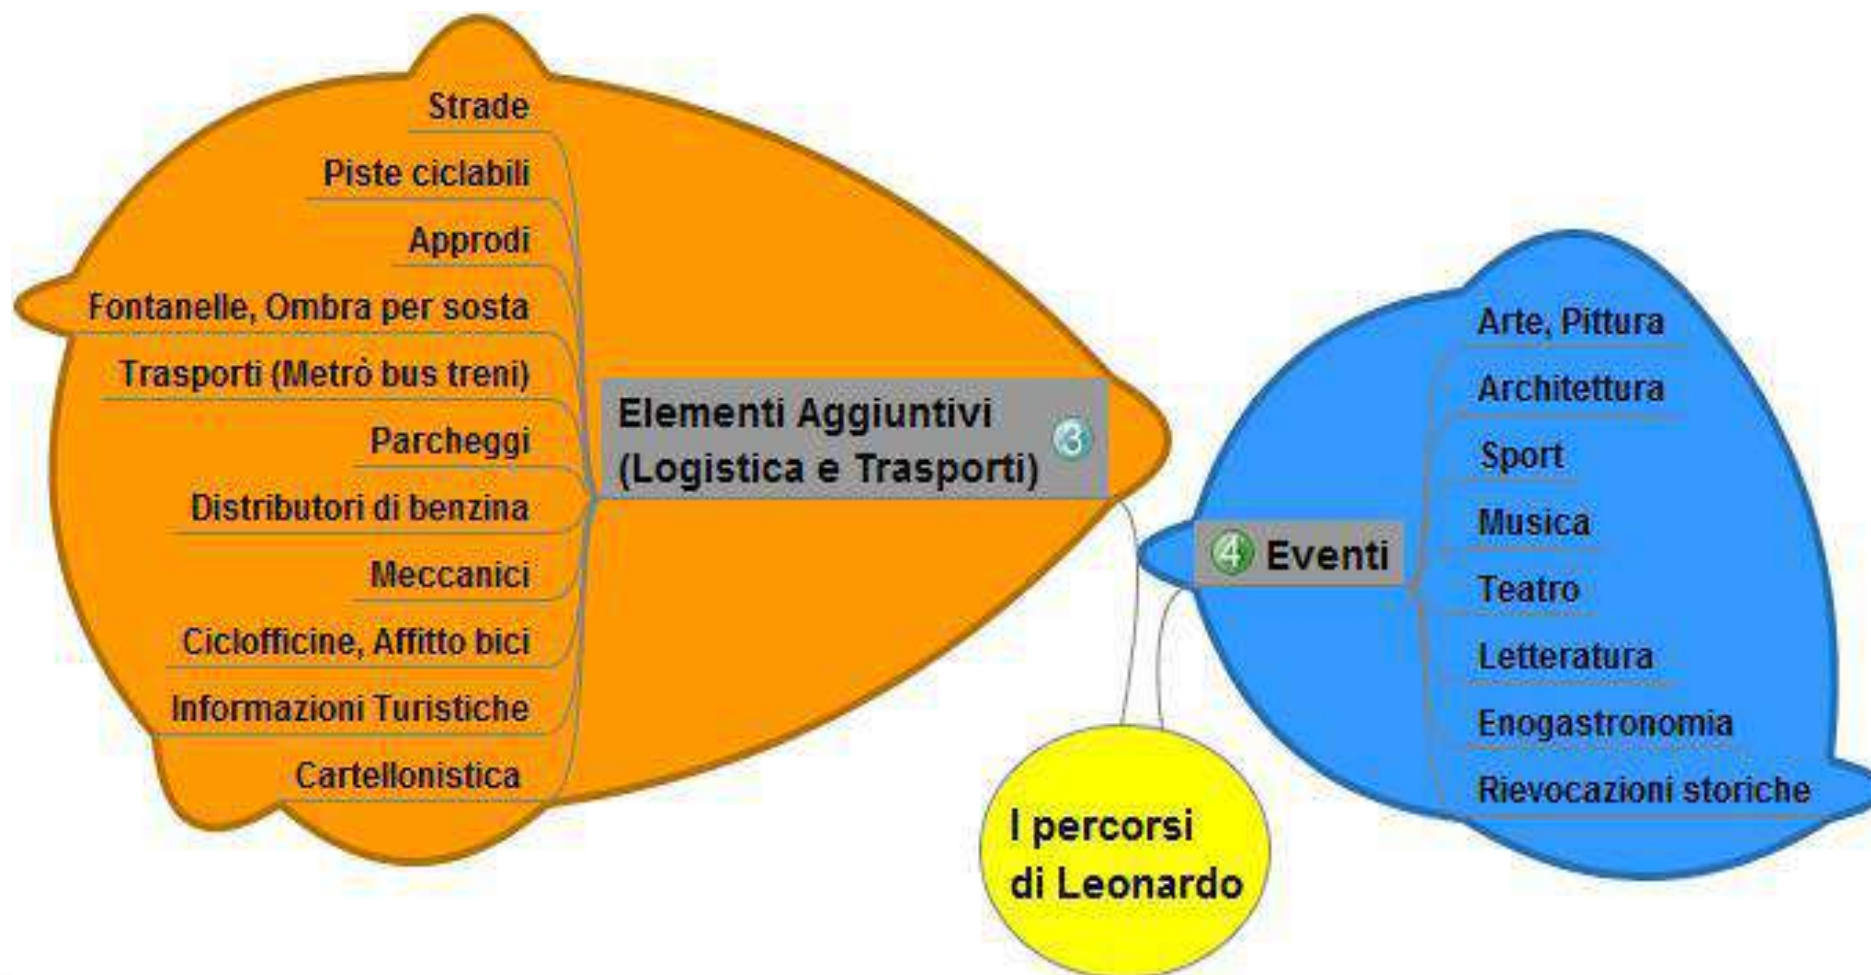 Strade
Piste ciclabili
Approdi
Fontanelle, Ombra per sosta
Trasporti (Metrò bus treni)
Parcheggi
Distributori di benzina
Meccanici
Ciclofficine, Affitto bici
Informazioni Turistiche
Cartellonistica
Elementi Aggiuntivi
(Logistica e Trasporti)
3
4 Eventi
Arte, Pittura
Architettura
Sport
Musica
Teatro
Letteratura
Enogastronomia
Rievocazioni storiche
I percorsi
di Leonardo